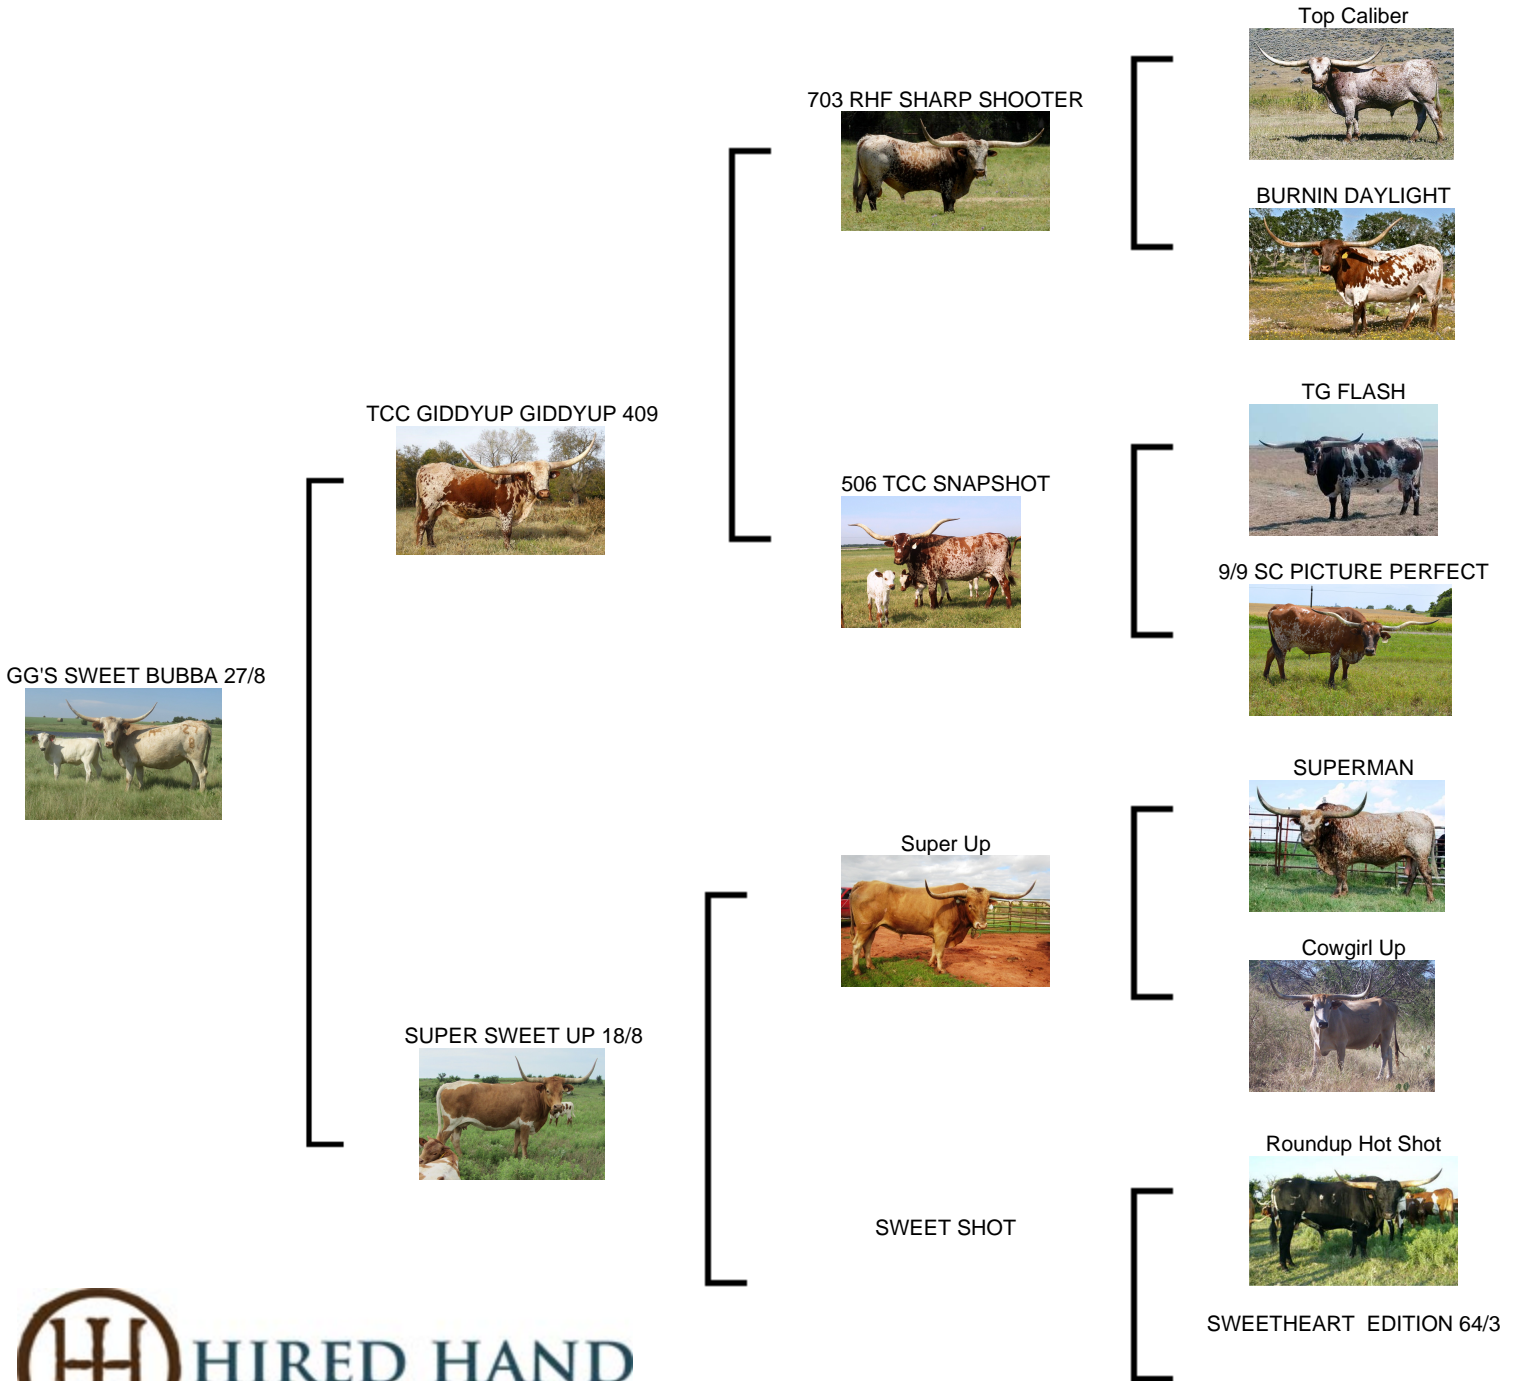 Top Caliber
703 RHF SHARP SHOOTER
BURNIN DAYLIGHT
TCC GIDDYUP GIDDYUP 409
TG FLASH
506 TCC SNAPSHOT
9/9 SC PICTURE PERFECT
GG'S SWEET BUBBA 27/8
SUPERMAN
Super Up
Cowgirl Up
SUPER SWEET UP 18/8
Roundup Hot Shot
SWEET SHOT
SWEETHEART EDITION 64/3
HIRED HAND